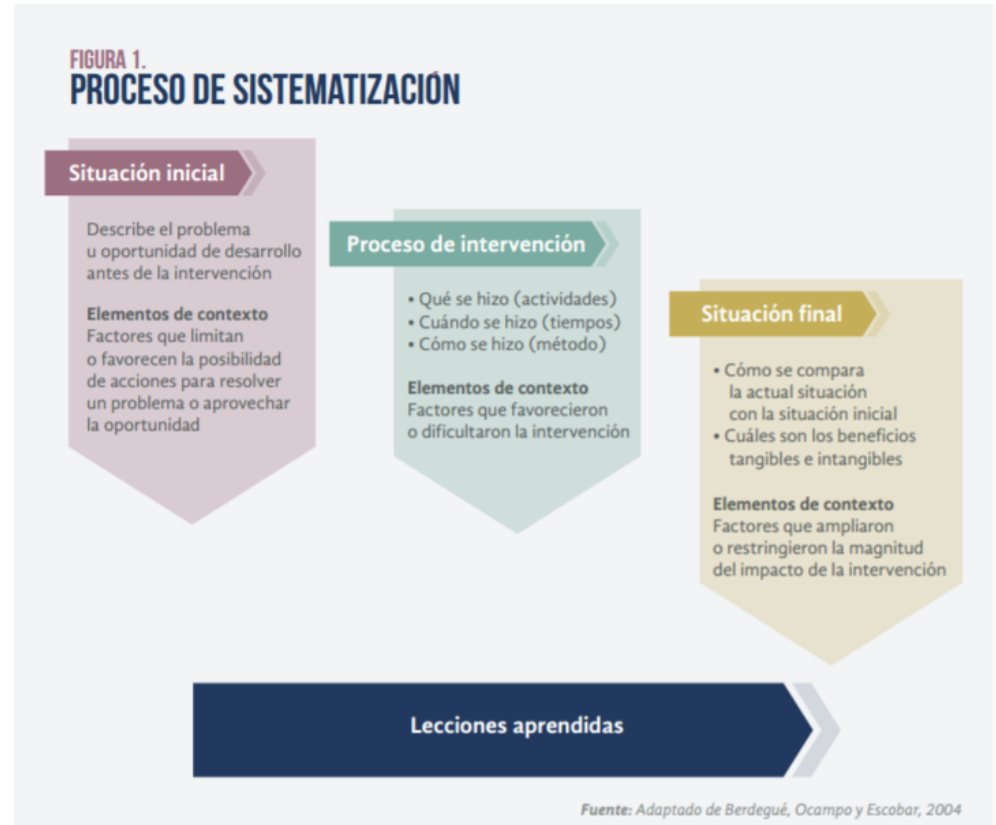 FIGURA 1.
PROCESO DE SISTEMATIZACIÓN
Situación inicial
Describe el problema
u oportunidad de desarrollo
antes de la intervención
Elementos de contexto
Factores que limitan
o favorecen la posibilidad
de acciones para resolver
un problema o aprovechar
la oportunidad
Proceso de intervención
• Qué se hizo (actividades)
• Cuándo se hizo (tiempos)
• Cómo se hizo (método)
Elementos de contexto
Factores que favorecieron
o dificultaron la intervención
Situación final
• Cómo se compara
la actual situación
con la situación inicial
• Cuáles son los beneficios
tangibles e intangibles
Elementos de contexto
Factores que ampliaron
o restringieron la magnitud
del impacto de la intervención
Lecciones aprendidas
Fuente: Adaptado de Berdegué, Ocampo y Escobar, 2004